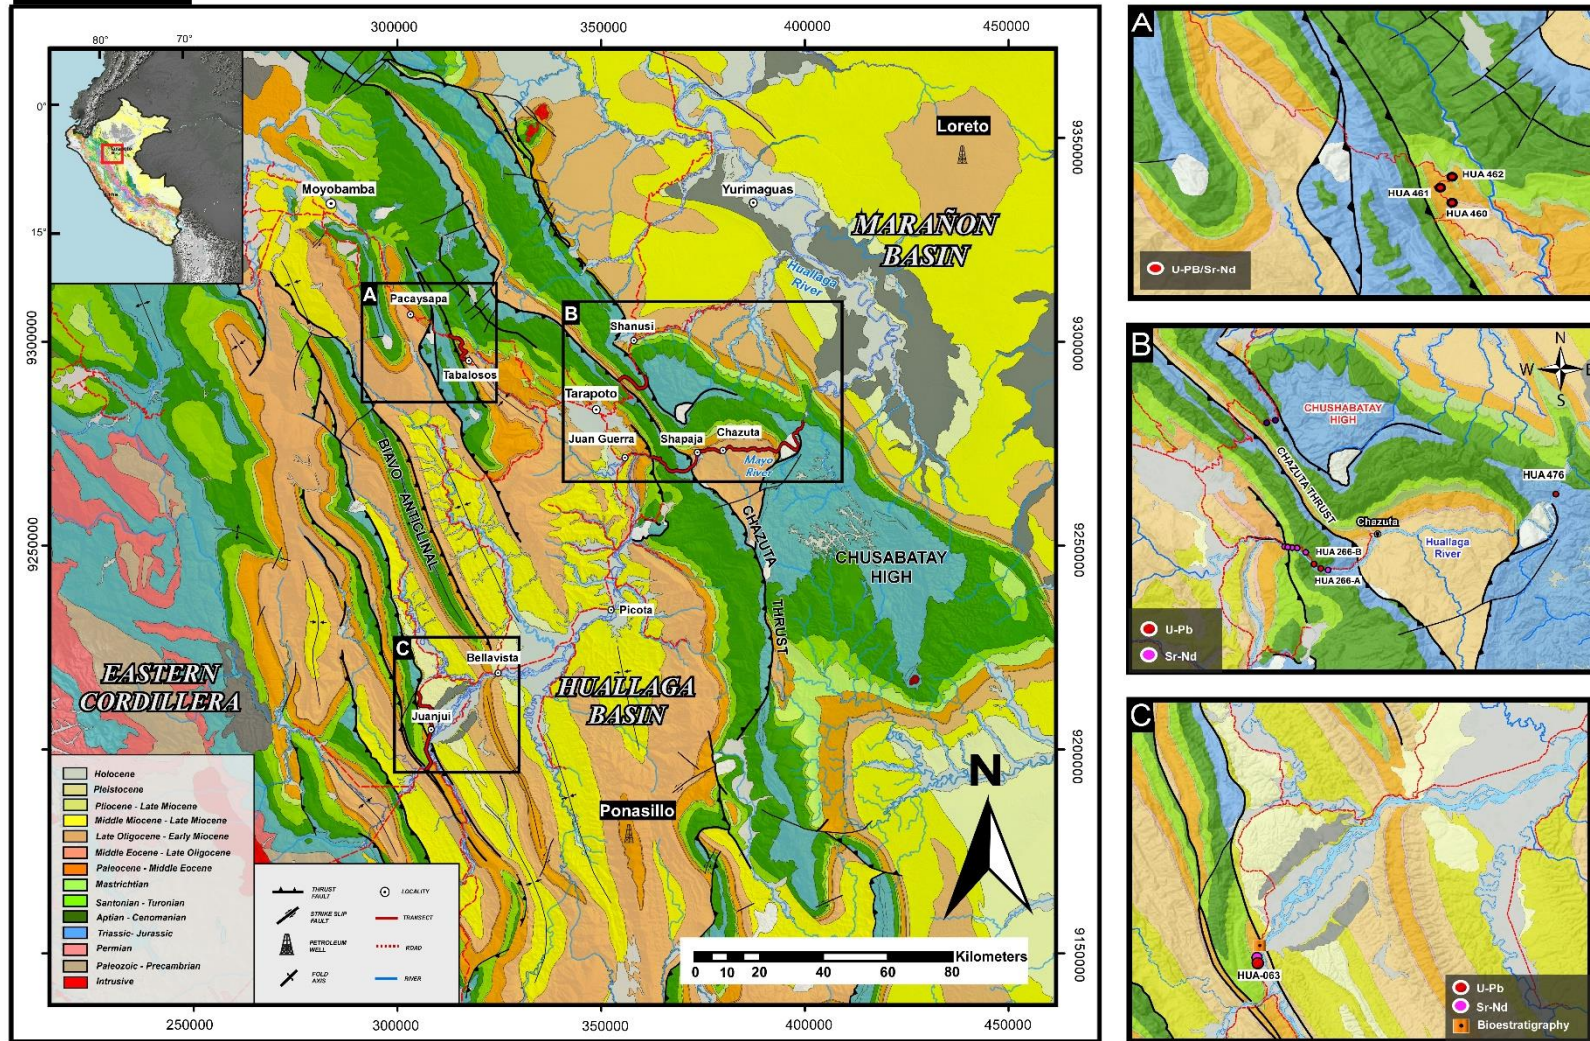 300000
350000
400000
450000
80°
70°
0°
15°
9350000
9300000
9250000
9200000
9150000
Loreto
Moyobamba
Yurimaguas
MARAÑON
BASIN
Huallaga
River
A
Pacaysapa
Tabalosos
B
Shanusi
Tarapoto
Juan Guerra
Shapaja
Chazuta
Mayo
River
BIAVO ANTICLINAL
CHAZUTA
THRUST
CHUSABATAY
HIGH
Picota
C
Bellavista
Juanjui
EASTERN
CORDILLERA
HUALLAGA
BASIN
Ponasillo
N
9300000
9250000
9200000
Holocene
Pleistocene
Pliocene - Late Miocene
Middle Miocene - Late Miocene
Late Oligocene - Early Miocene
Middle Eocene - Late Oligocene
Paleocene - Middle Eocene
Mastrichtian
Santonian - Turonian
Aptian - Cenomanian
Triassic- Jurassic
Permian
Paleozoic - Precambrian
Intrusive
THRUST
FAULT
STRIKE SLIP
FAULT
PETROLEUM
WELL
FOLD
AXIS
LOCALITY
TRANSECT
ROAD
RIVER
Kilometers
0 10 20 40 60 80
250000
300000
350000
400000
450000
A
HUA 462
HUA 461
HUA 460
U-PB/Sr-Nd
B
N
W E
S
CHUSHABATAY
HIGH
CHAZUTA THRUST
HUA 476
Chazuta
Huallaga
River
HUA 266-B
HUA 266-A
U-Pb
Sr-Nd
C
HUA-063
U-Pb
Sr-Nd
Bioestratigraphy